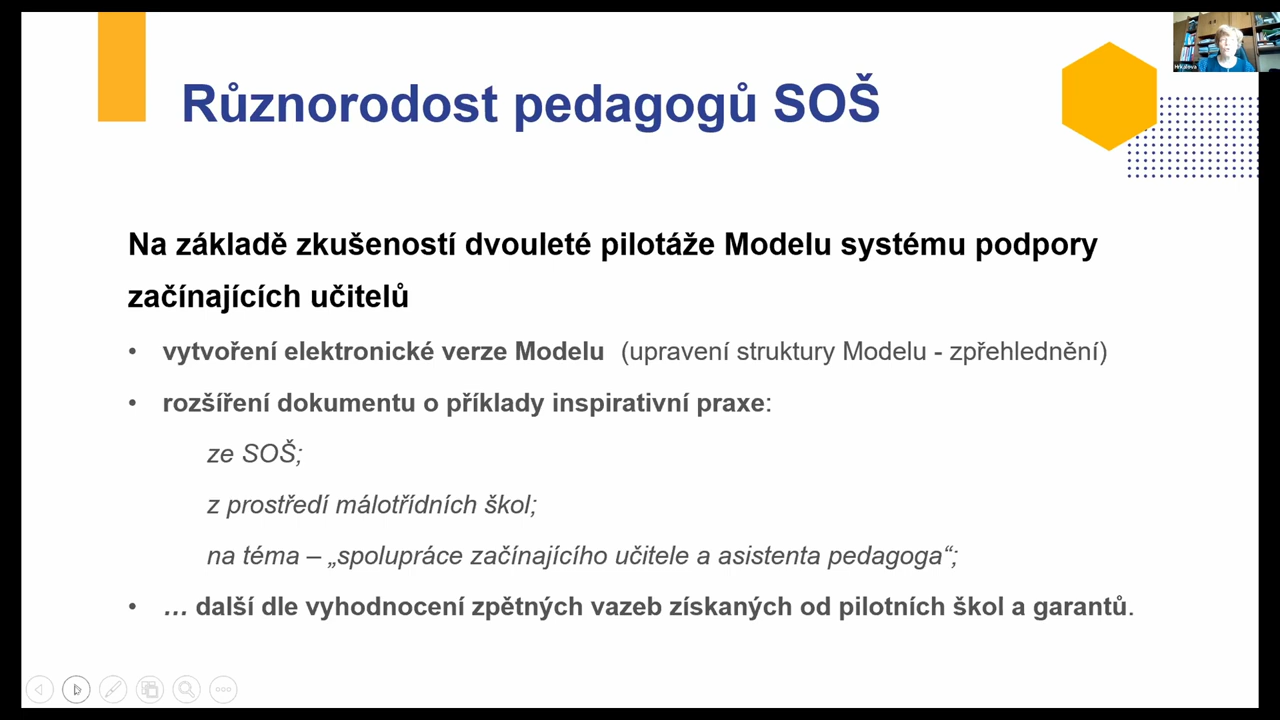 Různorodost pedagogů SOŠ
Na základě zkušeností dvouleté pilotáže Modelu systému podpory
začínajících učitelů
• vytvoření elektronické verze Modelu (upravení struktury Modelu - zpřehlednění)
• rozšíření dokumentu o příklady inspirativní praxe:
ze SOŠ;
z prostředí málotřídních škol;
na téma – „spolupráce začínajícího učitele a asistenta pedagoga“;
• … další dle vyhodnocení zpětných vazeb získaných od pilotních škol a garantů.